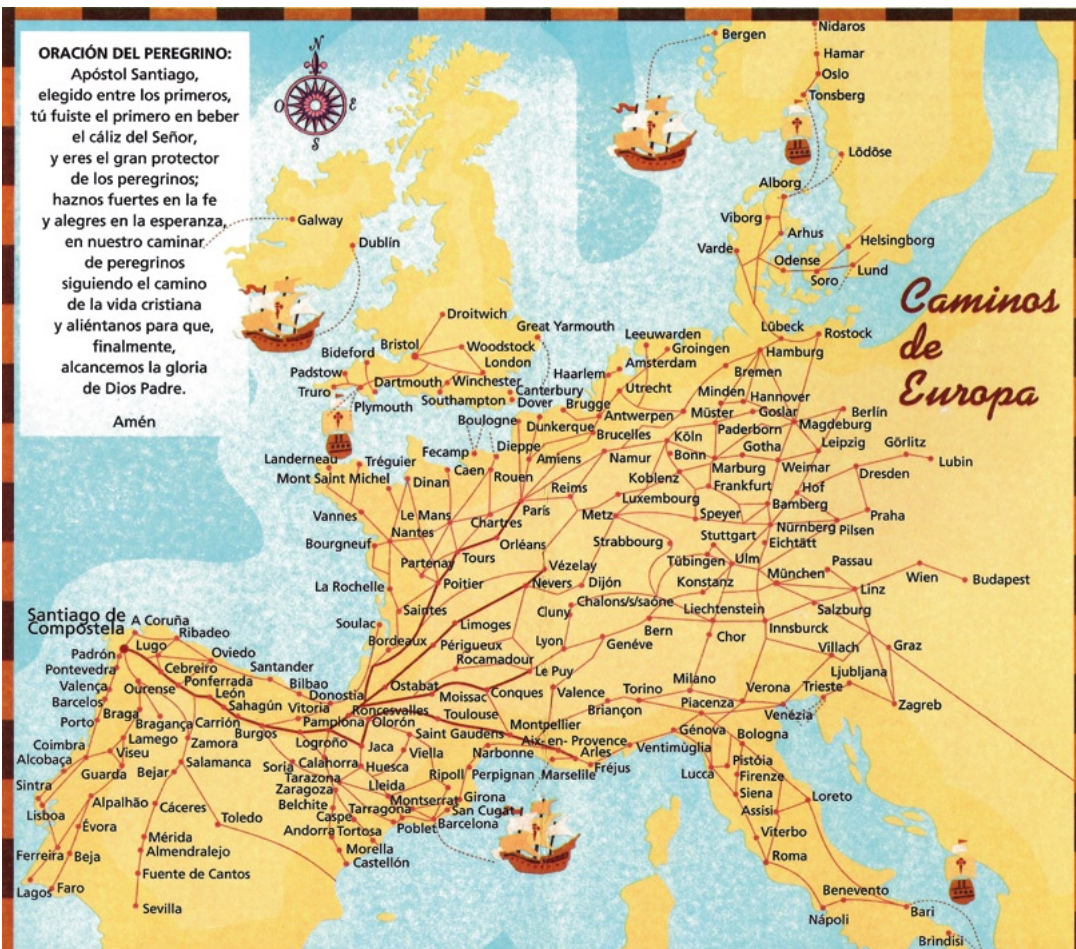 ORACIÓN DEL PEREGRINO:
Apóstol Santiago,
elegido entre los primeros,
tú fuiste el primero en beber
el cáliz del Señor,
y eres el gran protector
de los peregrinos;
haznos fuertes en la fe
y alegres en la esperanza,
en nuestro caminar
de peregrinos
siguiendo el camino
de la vida cristiana
y aliéntanos para que,
finalmente,
alcancemos la gloria
de Dios Padre.
Amén
N
O
E
S
Caminos
de
Europa
Bergen
Nidaros
Hamar
Oslo
Tonsberg
Lödöse
Alborg
Viborg
Arhus
Varde
Odense
Soro
Helsingborg
Lund
Galway
Dublín
Droitwich
Bristol
Woodstock
London
Bideford
Padstow
Truro
Dartmouth
Winchester
Plymouth
Southampton
Great Yarmouth
Canterbury
Dover
Leeuwarden
Groingen
Haarlem
Amsterdam
Utrecht
Lübeck
Rostock
Hamburg
Bremen
Minden
Hannover
Brugge
Antwerpen
Müster
Goslar
Berlín
Magdeburg
Boulogne
Dunkerque
Brucelles
Köln
Paderborn
Leipzig
Görlitz
Lubin
Landerneau
Tréguier
Fecamp
Dieppe
Amiens
Namur
Bonn
Gotha
Weimar
Dresden
Mont Saint Michel
Dinan
Caen
Rouen
Reims
Koblenz
Marburg
Frankfurt
Hof
Bamberg
Praha
Luxembourg
Vannes
Le Mans
Chartres
París
Metz
Speyer
Nürnberg
Pilsen
Bourgneuf
Nantes
Orléans
Strabbourg
Stuttgart
Eichtätt
Partenay
Tours
Vézelay
Tübingen
Ulm
Passau
La Rochelle
Poitier
Nevers
Dijón
Konstanz
München
Linz
Wien
Budapest
Saintes
Cluny
Chalons/s/saóne
Liechtenstein
Salzburg
Soulac
Limoges
Bern
Innsburck
Bordeaux
Périgueux
Lyon
Genéve
Chor
Villach
Graz
Rocamadour
Le Puy
Ljubljana
Santiago de
Compostela
A Coruña
Ribadeo
Padrón
Lugo
Oviedo
Pontevedra
Cebreiro
Santander
Valença
Ourense
Ponferrada
Bilbao
Barcelos
León
Donostia
Ostabat
Moissac
Conques
Valence
Torino
Milano
Verona
Trieste
Zagreb
Porto
Braga
Sahagún
Vitoria
Roncesvalles
Toulouse
Briançon
Piacenza
Venézia
Bragança
Carrión
Pamplona
Olorón
Montpellier
Génova
Lamego
Burgos
Saint Gaudens
Aix- en- Provence
Coimbra
Viseu
Zamora
Logroño
Jaca
Viella
Narbonne
Arles
Ventimùglia
Bologna
Alcobaça
Guarda
Bejar
Salamanca
Soria
Calahorra
Huesca
Ripoll
Perpignan
Marselile
Fréjus
Lucca
Pistòia
Sintra
Tarazona
Zaragoza
Lleida
Firenze
Lisboa
Alpalhão
Cáceres
Belchite
Montserrat
Girona
Siena
Loreto
Évora
Toledo
Caspe
Tarragona
San Cugat
Assisi
Andorra
Tortosa
Poblet
Barcelona
Ferreira
Beja
Mérida
Morella
Viterbo
Almendralejo
Castellón
Roma
Lagos
Faro
Fuente de Cantos
Benevento
Sevilla
Nápoli
Bari
Brindisi